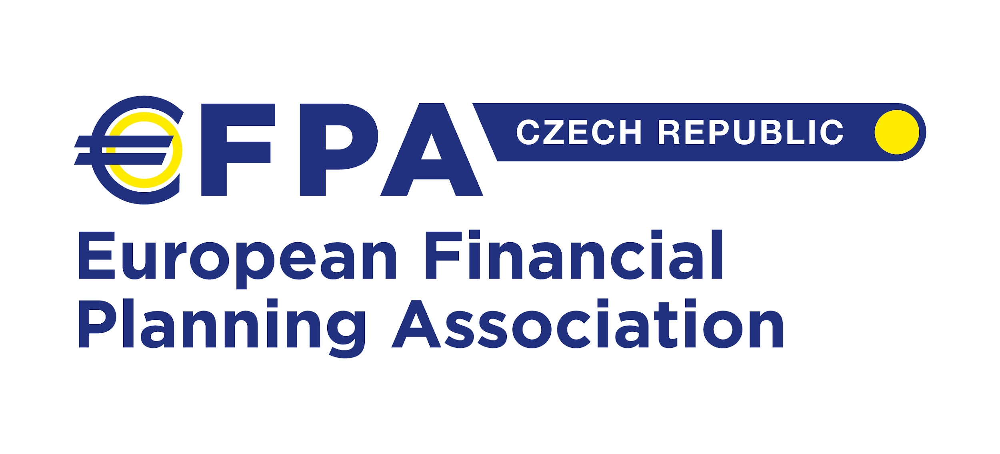 €FPA CZECH REPUBLIC
European Financial
Planning Association